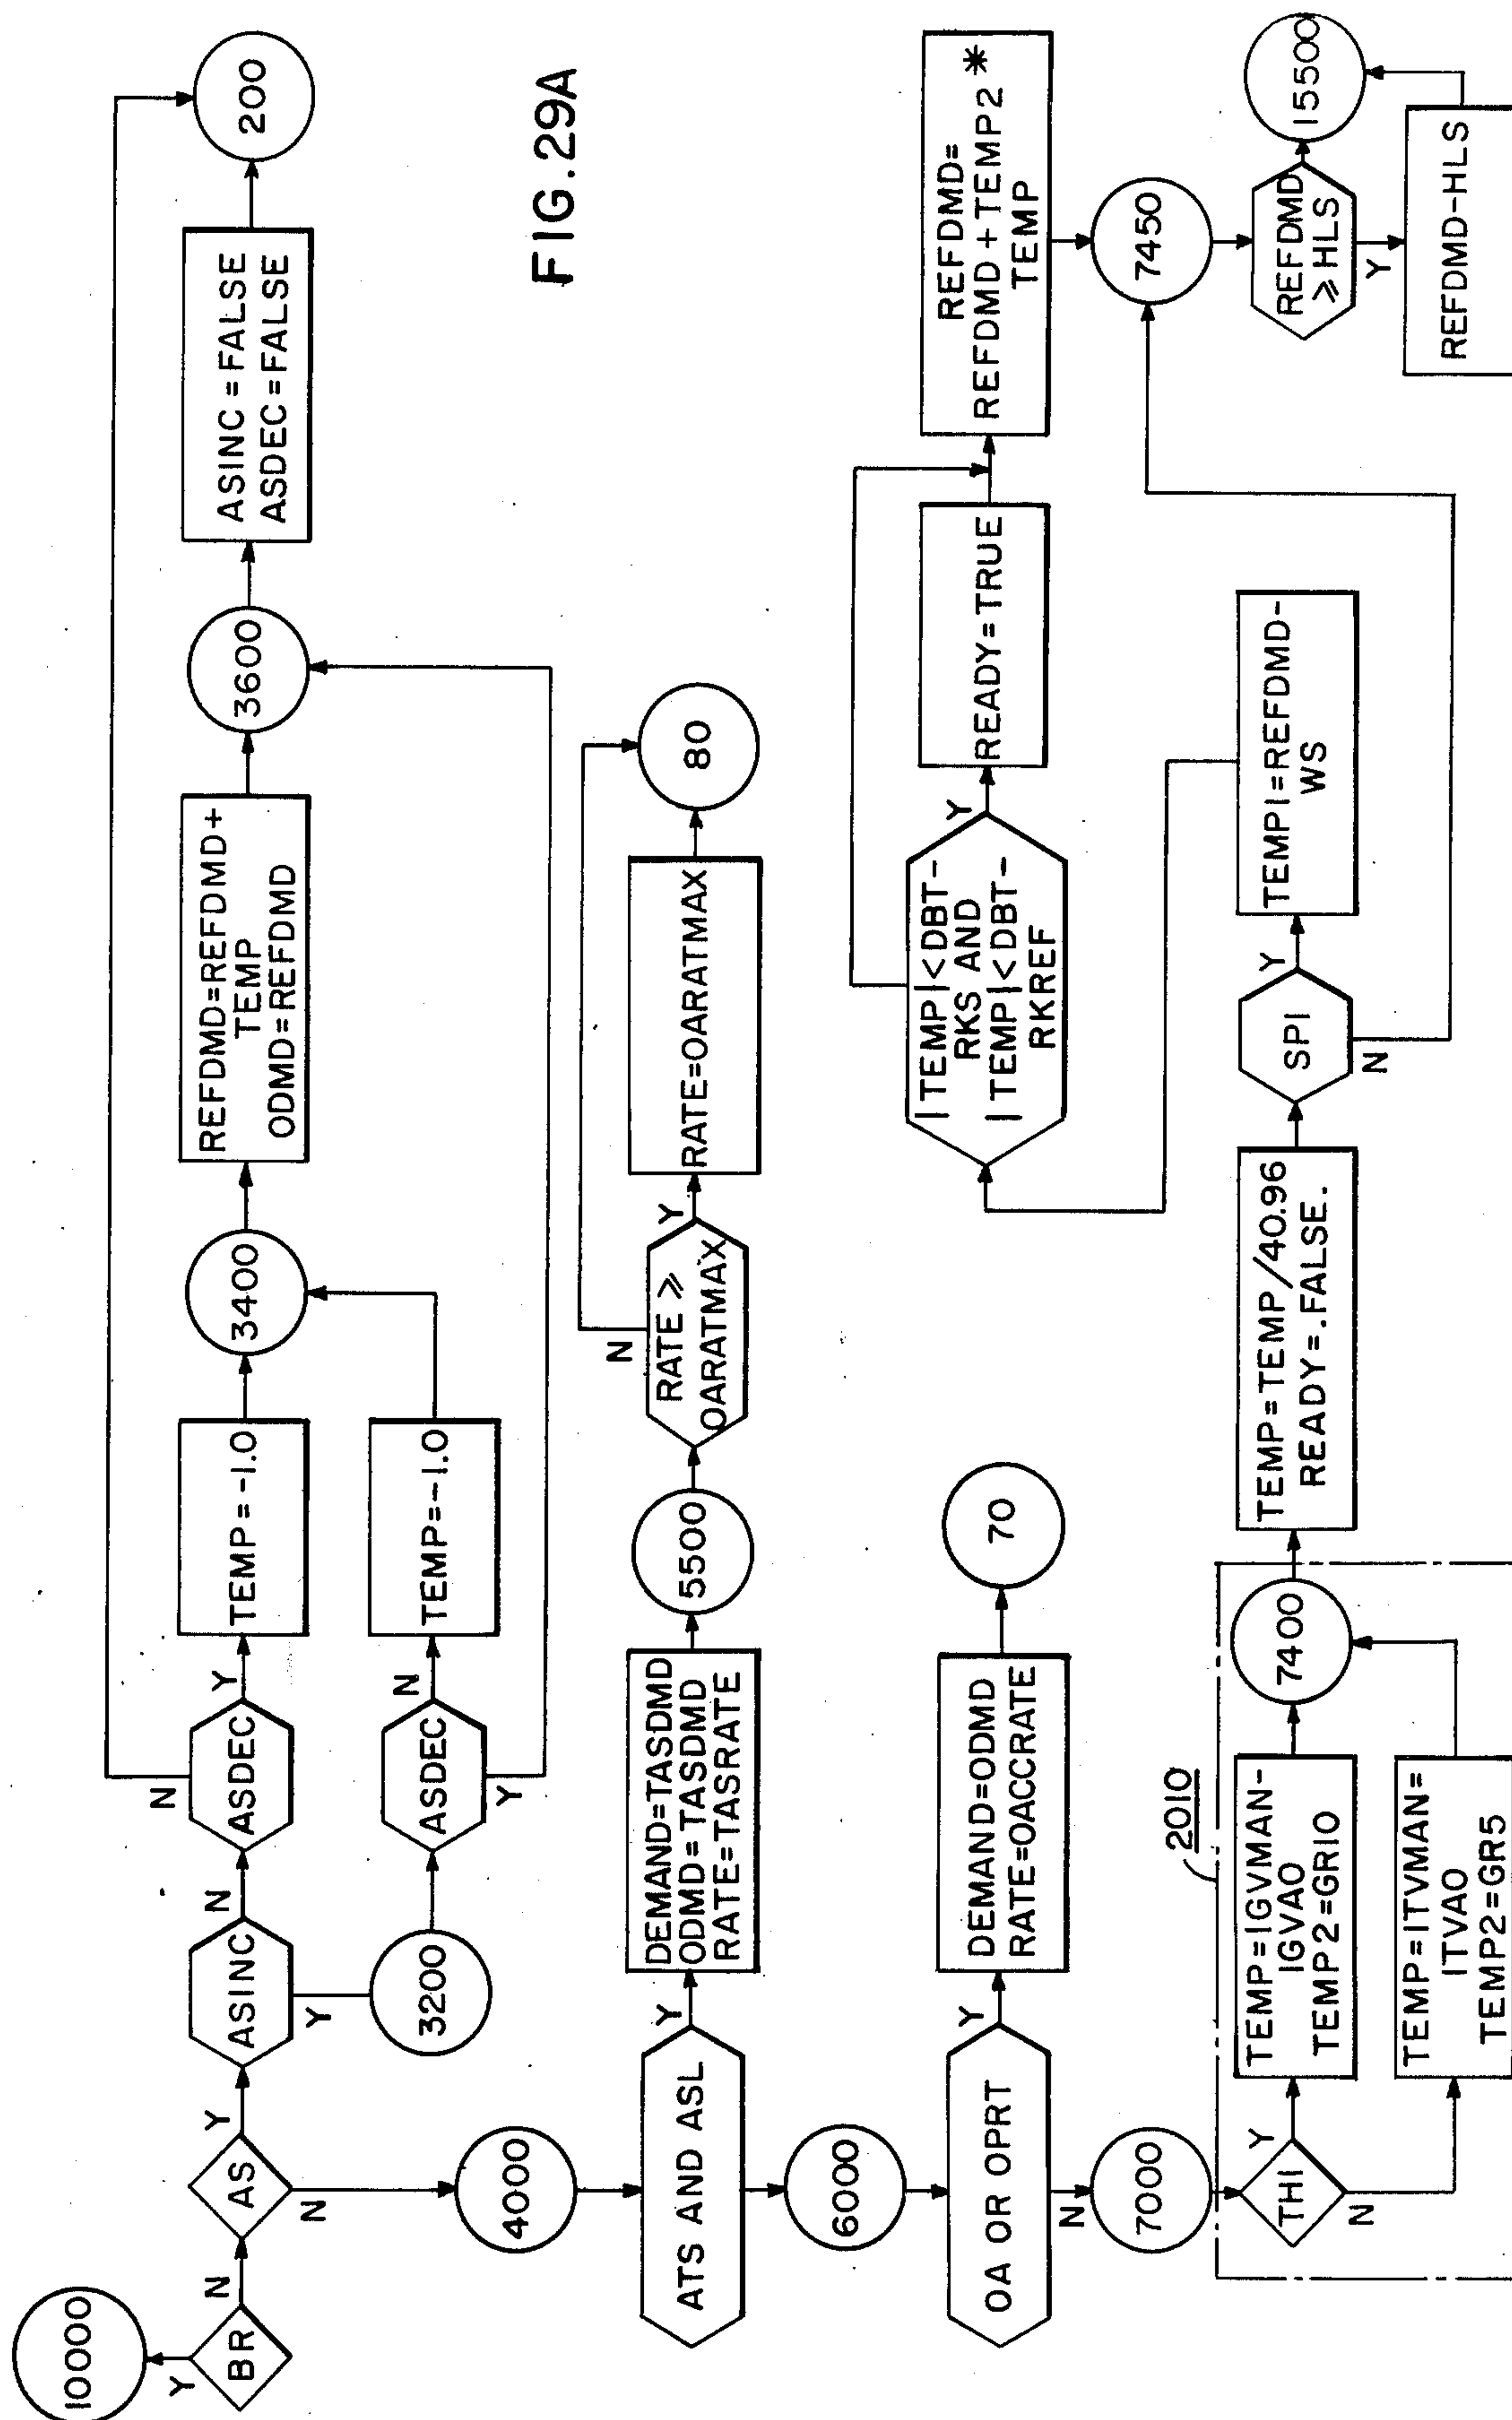 10000
Y
BR
N
AS
Y
N
ASINC
N
Y
3200
ASDEC
Y
N
TEMP=-1.0
ASDEC
N
Y
TEMP=-1.0
3400
REFDMD=REFDMD+
TEMP
ODMD=REFDMD
3600
ASINC=FALSE
ASDEC=FALSE
200
FIG.29A
4000
ATS AND ASL
Y
DEMAND=TASDMD
ODMD=TASDMD
RATE=TASRATE
5500
RATE ≥
OARATMAX
N
Y
RATE=OARATMAX
80
6000
OA OR OPRT
Y
N
DEMAND=ODMD
RATE=OACCRATE
70
7000
2010
THI
Y
N
TEMP=IGVMAN-
IGVAO
TEMP2=GR10
TEMP=ITVMAN=
ITVAO
TEMP2=GR5
7400
TEMP=TEMP/40.96
READY=.FALSE.
SPI
Y
N
TEMP1=REFDMD-
WS
|TEMP|<DBT-
RKS AND
|TEMP|<DBT-
RKREF
Y
READY=TRUE
REFDMD=
REFDMD+TEMP2 *
TEMP
7450
REFDMD
≥HLS
Y
15500
REFDMD-HLS